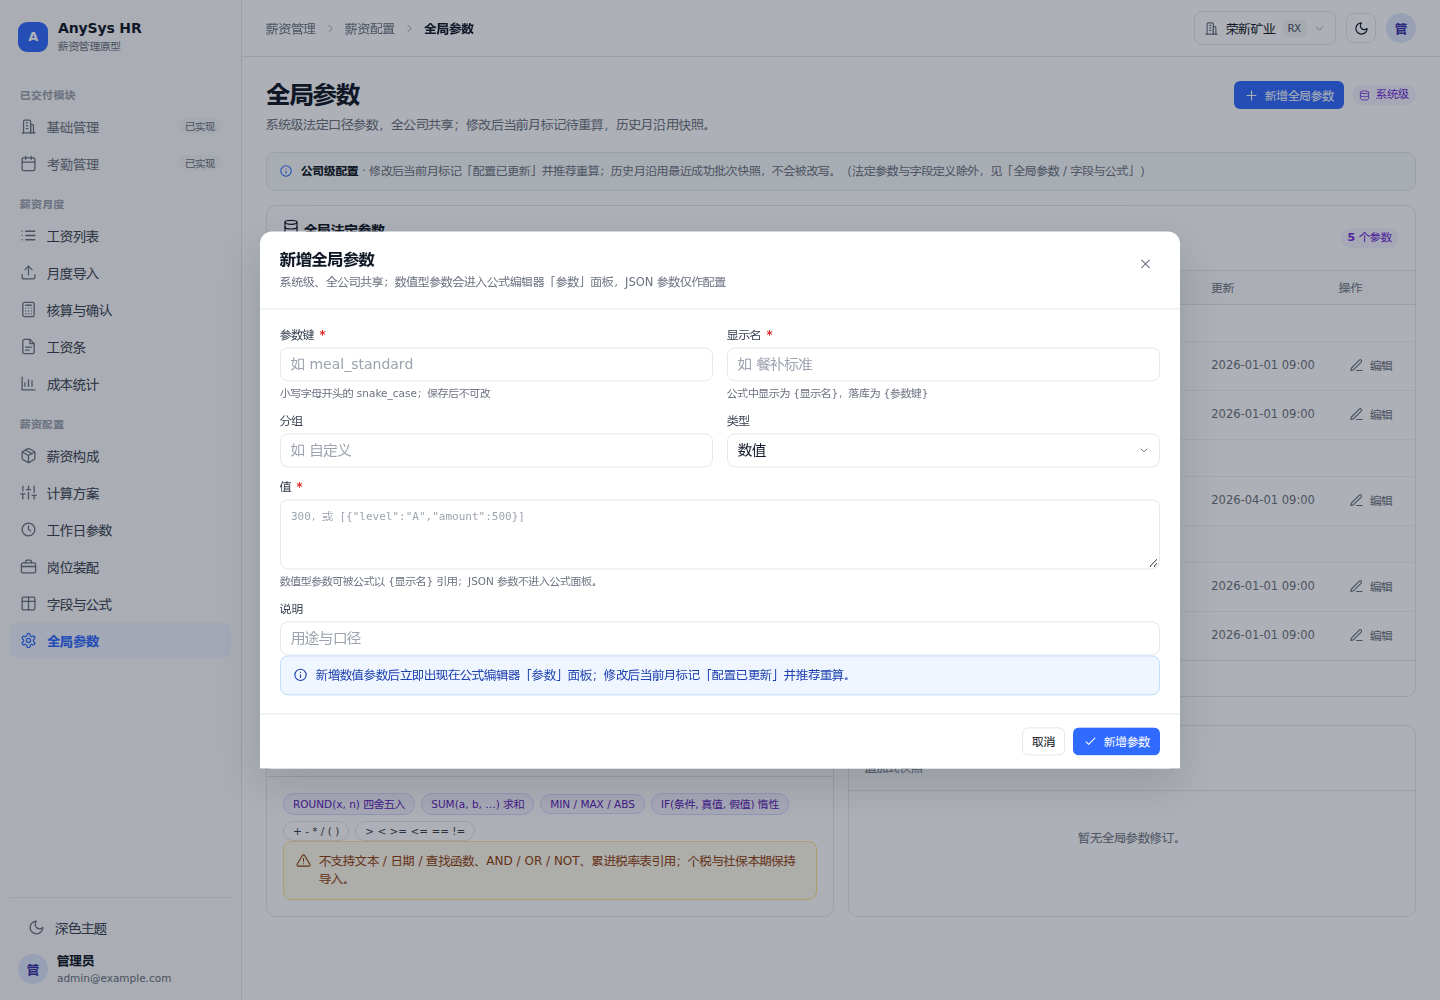 A
AnySys HR
薪资管理原型
已交付模块
基础管理
已实现
考勤管理
已实现
薪资月度
工资列表
月度导入
核算与确认
工资条
成本统计
薪资配置
薪资构成
计算方案
工作日参数
岗位装配
字段与公式
全局参数
深色主题
管
管理员
admin@example.com
薪资管理
薪资配置
全局参数
荣新矿业
RX
管
全局参数
系统级法定口径参数，全公司共享；修改后当前月标记待重算，历史月沿用快照。
新增全局参数
系统级
公司级配置 · 修改后当前月标记「配置已更新」并推荐重算；历史月沿用最近成功批次快照，不会被改写。（法定参数与字段定义除外，见「全局参数 / 字段与公式」）
全局法定参数
5 个参数
更新
操作
2026-01-01 09:00
编辑
2026-01-01 09:00
编辑
2026-04-01 09:00
编辑
2026-01-01 09:00
编辑
2026-01-01 09:00
编辑
新增全局参数
系统级、全公司共享；数值型参数会进入公式编辑器「参数」面板，JSON 参数仅作配置
参数键 *
如 meal_standard
小写字母开头的 snake_case；保存后不可改
显示名 *
如 餐补标准
公式中显示为 {显示名}，落库为 {参数键}
分组
如 自定义
类型
数值
值 *
300，或 [{"level":"A","amount":500}]
数值型参数可被公式以 {显示名} 引用；JSON 参数不进入公式面板。
说明
用途与口径
新增数值参数后立即出现在公式编辑器「参数」面板；修改后当前月标记「配置已更新」并推荐重算。
取消
新增参数
追加式快照
ROUND(x, n) 四舍五入
SUM(a, b, …) 求和
MIN / MAX / ABS
IF(条件, 真值, 假值) 惰性
+ - * / ( )
> < >= <= == !=
不支持文本 / 日期 / 查找函数、AND / OR / NOT、累进税率表引用；个税与社保本期保持
导入。
暂无全局参数修订。